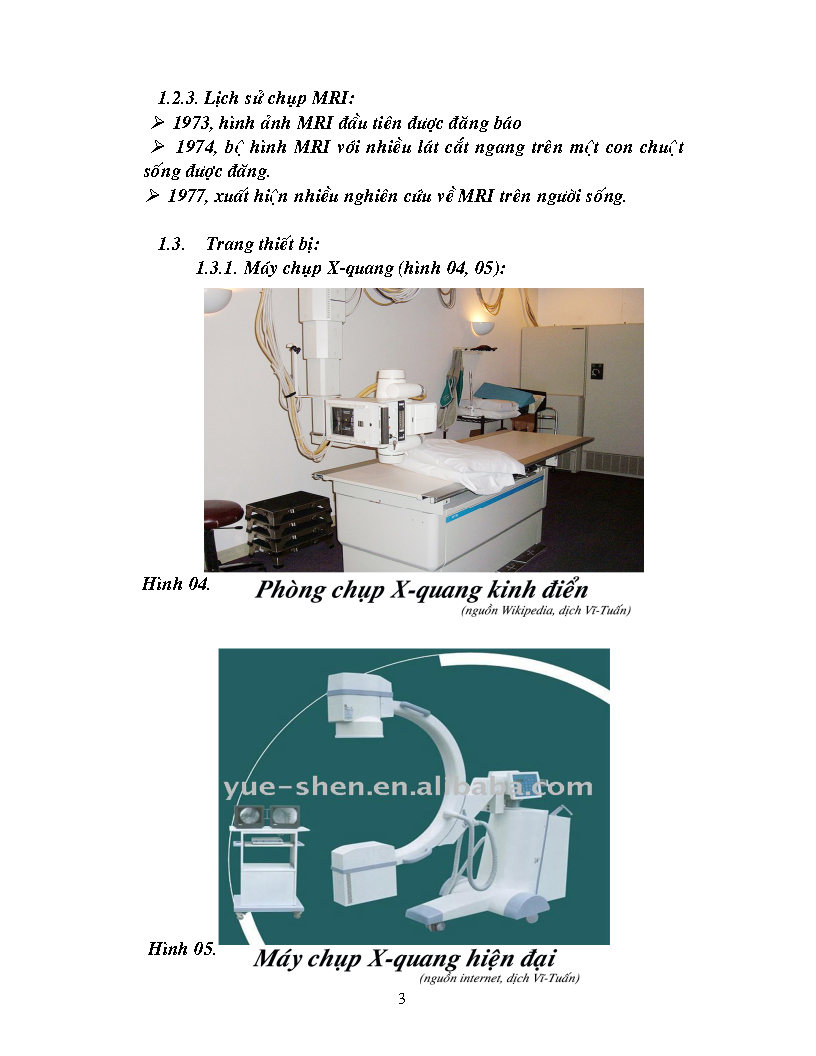 1.2.3. Lịch sử chụp MRI:
➢ 1973, hình ảnh MRI đầu tiên được đăng báo
➢ 1974, bộ hình MRI với nhiều lát cắt ngang trên một con chuột
sống được đăng.
➢ 1977, xuất hiện nhiều nghiên cứu về MRI trên người sống.
1.3. Trang thiết bị:
1.3.1. Máy chụp X-quang (hình 04, 05):
Hình 04.
Phòng chụp X-quang kinh điển
(nguồn Wikipedia, dịch Vĩ-Tuấn)
yue-shen.en.alibaba.com
Hình 05.
Máy chụp X-quang hiện đại
(nguồn internet, dịch Vĩ-Tuấn)
3